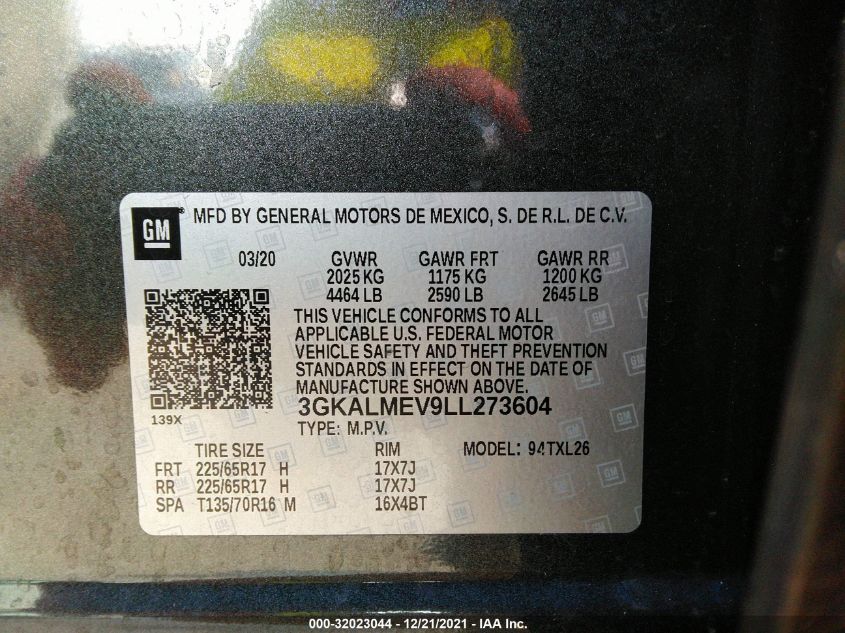 GM ® MFD BY GENERAL MOTORS DE MEXICO, S. DE R.L. DE C.V.
03/20 GVWR GAWR FRT GAWR RR
2025 KG 1175 KG 1200 KG
4464 LB 2590 LB 2645 LB
THIS VEHICLE CONFORMS TO ALL
APPLICABLE U.S. FEDERAL MOTOR
VEHICLE SAFETY AND THEFT PREVENTION
STANDARDS IN EFFECT ON THE DATE OF
MANUFACTURE SHOWN ABOVE.
3GKALMEV9LL273604
139X
TYPE: M.P.V.
TIRE SIZE RIM MODEL: 94TXL26
FRT 225/65R17 H 17X7J
RR 225/65R17 H 17X7J
SPA T135/70R16 M 16X4BT
000-32023044 - 12/21/2021 - IAA Inc.